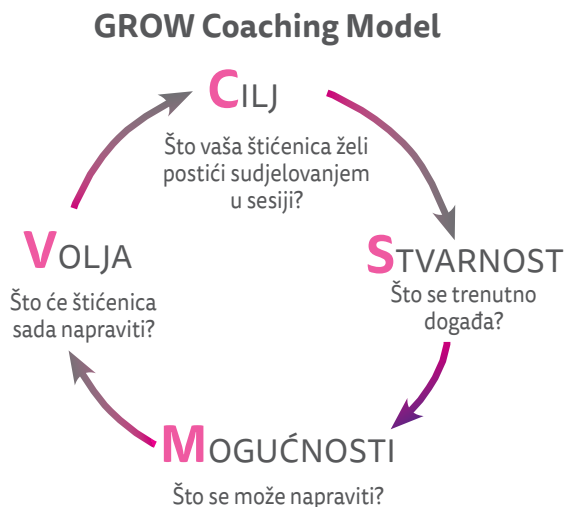 GROW Coaching Model
CILJ
Što vaša štićenica želi
postići sudjelovanjem
u sesiji?
STVARNOST
Što se trenutno
događa?
MOGUĆNOSTI
Što se može napraviti?
VOLJA
Što će štićenica
sada napraviti?